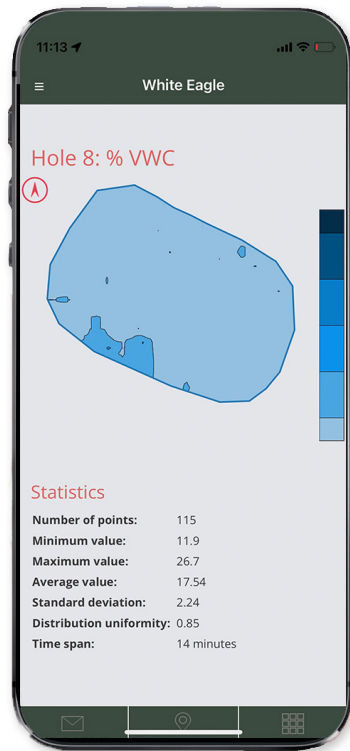 11:13
White Eagle
Hole 8: % VWC
Statistics
Number of points: 115
Minimum value: 11.9
Maximum value: 26.7
Average value: 17.54
Standard deviation: 2.24
Distribution uniformity: 0.85
Time span: 14 minutes